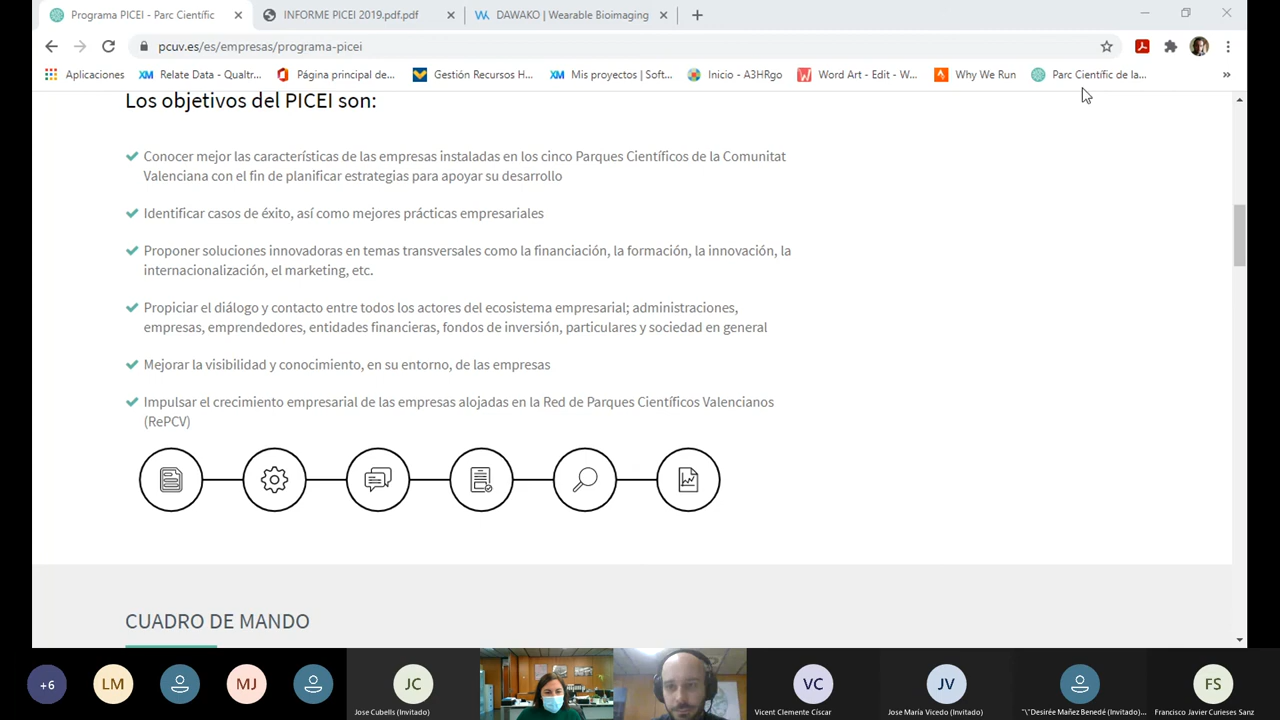 Programa PICEI - Parc Científic
INFORME PICEI 2019.pdf.pdf
DAWAKO | Wearable Bioimaging
pcuv.es/es/empresas/programa-picei
Aplicaciones
Relate Data - Qualtr...
Página principal de...
Gestión Recursos H...
Mis proyectos | Soft...
Inicio - A3HRgo
Word Art - Edit - W...
Why We Run
Parc Científic de la...
Los objetivos del PICEI son:
Conocer mejor las características de las empresas instaladas en los cinco Parques Científicos de la Comunitat
Valenciana con el fin de planificar estrategias para apoyar su desarrollo
Identificar casos de éxito, así como mejores prácticas empresariales
Proponer soluciones innovadoras en temas transversales como la financiación, la formación, la innovación, la
internacionalización, el marketing, etc.
Propiciar el diálogo y contacto entre todos los actores del ecosistema empresarial; administraciones,
empresas, emprendedores, entidades financieras, fondos de inversión, particulares y sociedad en general
Mejorar la visibilidad y conocimiento, en su entorno, de las empresas
Impulsar el crecimiento empresarial de las empresas alojadas en la Red de Parques Científicos Valencianos
(RePCV)
CUADRO DE MANDO
+6
LM
MJ
JC
Jose Cubells (Invitado)
VC
Vicent Clemente Císcar
JV
Jose María Vicedo (Invitado)
"\"Desirée Mañez Benedé (Invitado)...
FS
Francisco Javier Curieses Sanz